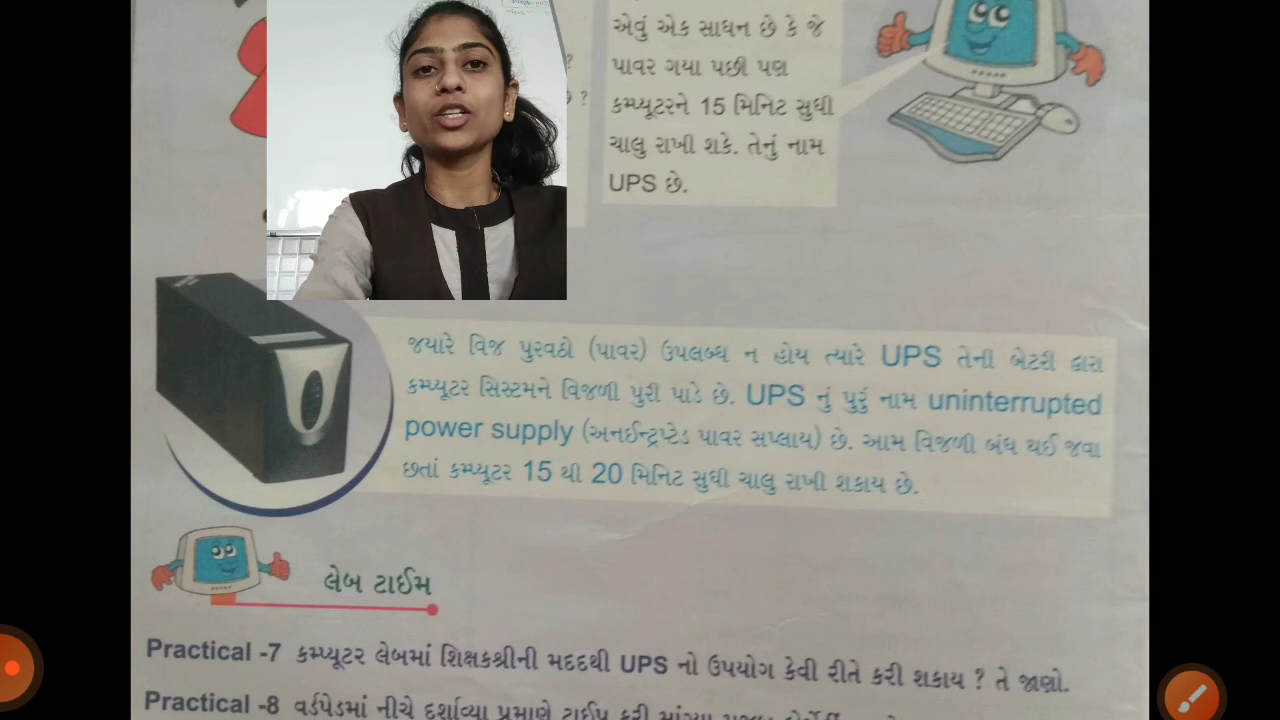 એવું એક સાધન છે કે જે
પાવર ગયા પછી પણ
કમ્પ્યૂટરને 15 મિનિટ સુધી
ચાલુ રાખી શકે. તેનું નામ
UPS છે.
?
?
જયારે વિજ પુરવઠો (પાવર) ઉપલબ્ધ ન હોય ત્યારે UPS તેની બેટરી દ્વારા
કમ્પ્યૂટર સિસ્ટમને વિજળી પુરી પાડે છે. UPS નું પુરું નામ uninterrupted
power supply (અનઈન્ટ્રપ્ટેડ પાવર સપ્લાય) છે. આમ વિજળી બંધ થઈ જવા
છતાં કમ્પ્યૂટર 15 થી 20 મિનિટ સુધી ચાલુ રાખી શકાય છે.
લેબ ટાઈમ
Practical -7 કમ્પ્યૂટર લેબમાં શિક્ષકશ્રીની મદદથી UPS નો ઉપયોગ કેવી રીતે કરી શકાય ? તે જાણો.
Practical -8 વર્ડપેડમાં નીચે દર્શાવ્યા પ્રમાણે ટાઈપ કરી